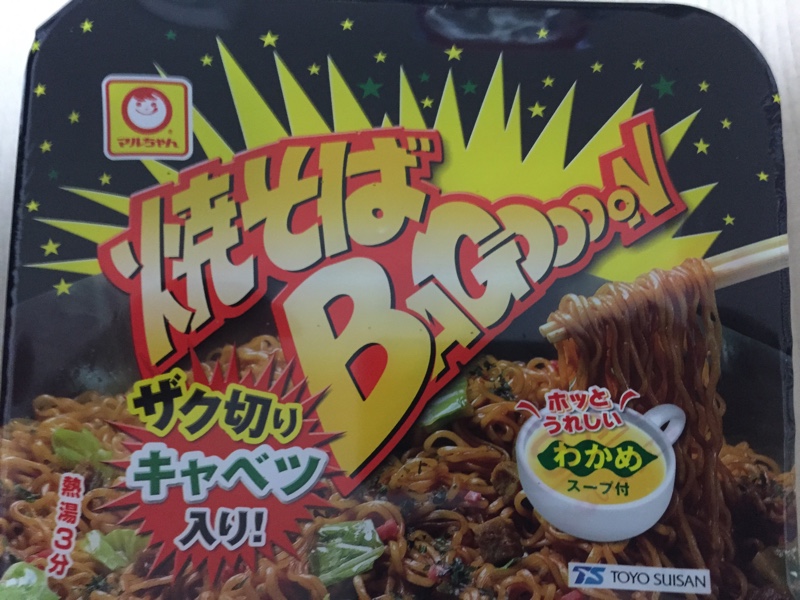 マルちゃん
焼そば
BAGOOOON
ザク切り
キャベツ
入り!
熱湯3分
ホッと
うれしい
わかめ
スープ付
TS TOYO SUISAN